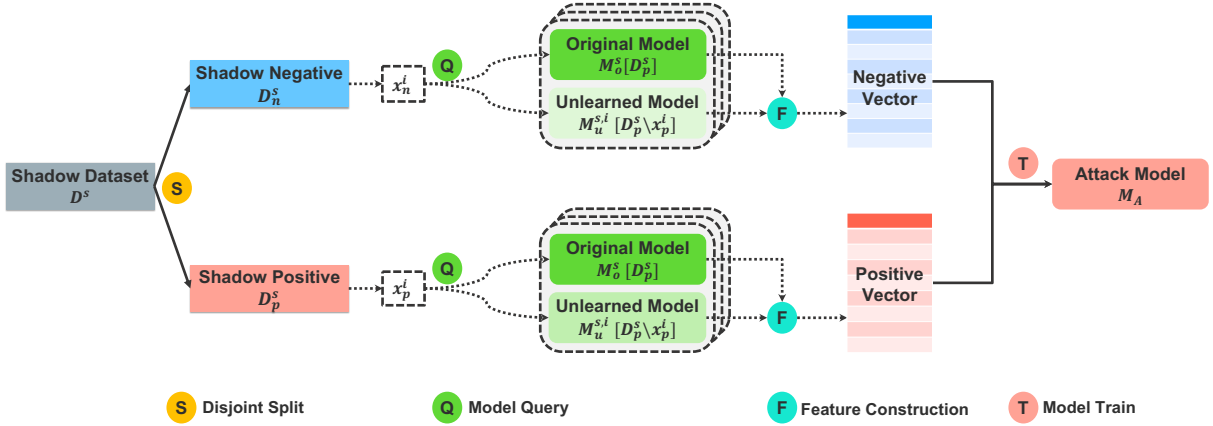 Shadow Dataset
D^s
S
Shadow Negative
D_n^s
x_n^i
Q
Original Model
M_o^s[D_p^s]
Unlearned Model
M_u^{s,i} [D_p^s\x_p^i]
F
Negative
Vector
Shadow Positive
D_p^s
x_p^i
Q
Original Model
M_o^s [D_p^s]
Unlearned Model
M_u^{s,i} [D_p^s\x_p^i]
F
Positive
Vector
T
Attack Model
M_A
S Disjoint Split
Q Model Query
F Feature Construction
T Model Train